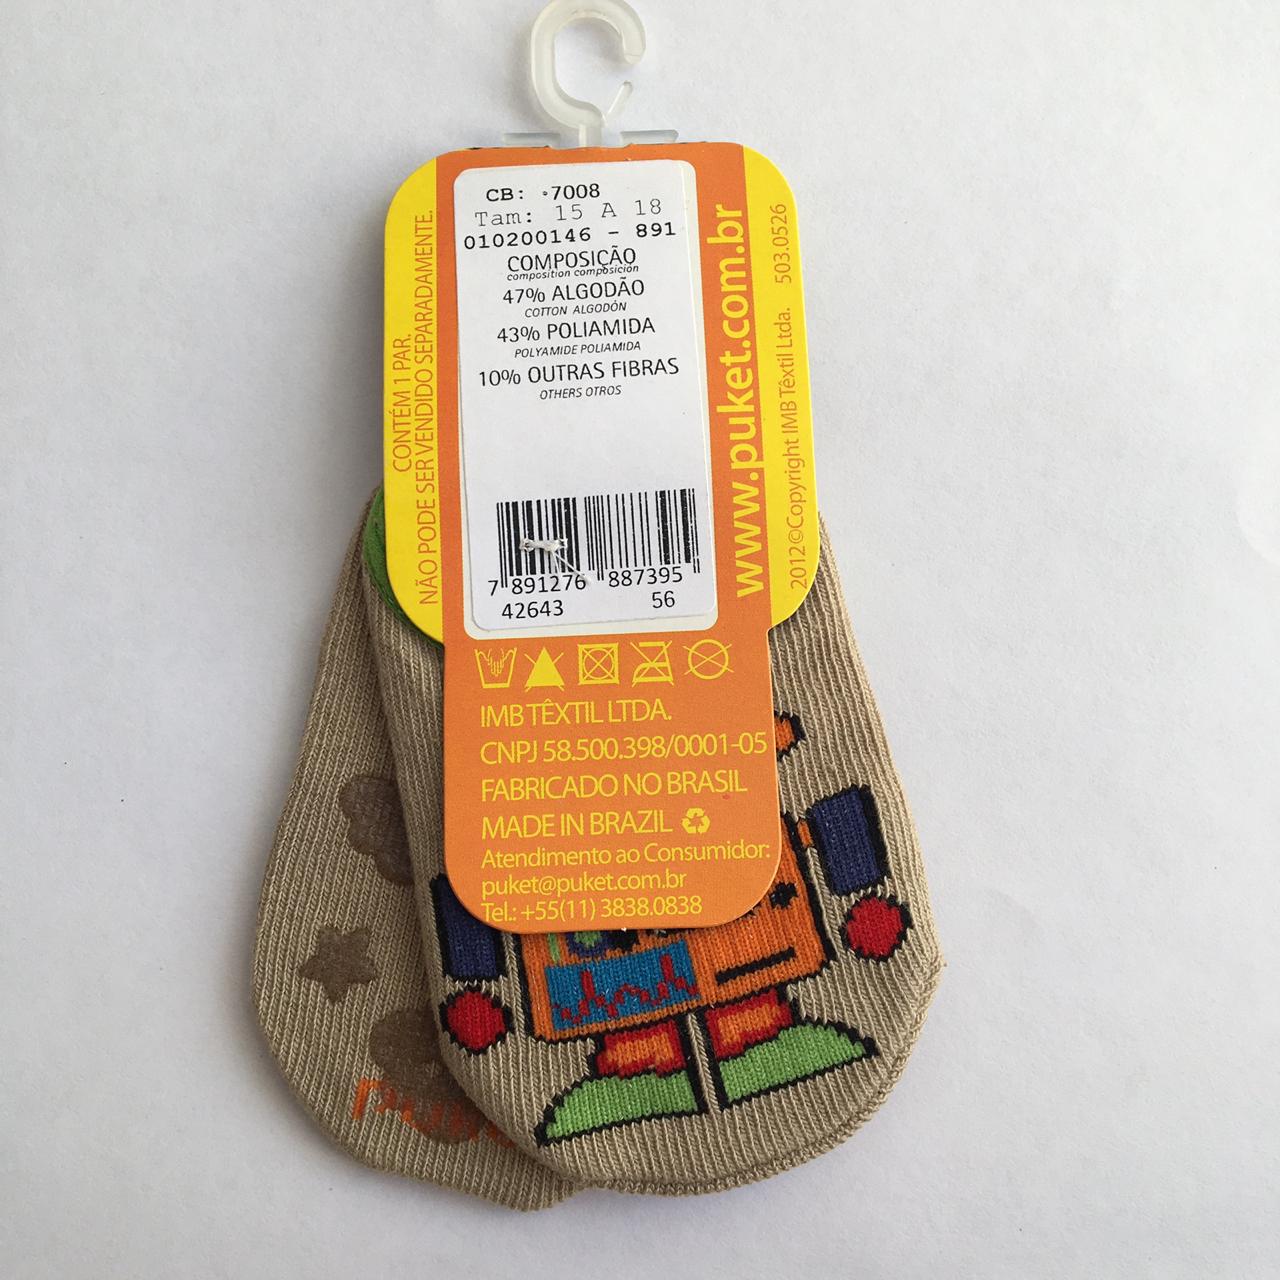 CB: 7008
Tam: 15 A 18
010200146 - 891
COMPOSIÇÃO
composition composición
47% ALGODÃO
COTTON ALGODÓN
43% POLIAMIDA
POLYAMIDE POLIAMIDA
10% OUTRAS FIBRAS
OTHERS OTROS
7 891276 887395
42643 56
CONTÉM 1 PAR.
NÃO PODE SER VENDIDO SEPARADAMENTE.
www.puket.com.br
2012©Copyright IMB Têxtil Ltda. 503.0526
IMB TÊXTIL LTDA.
CNPJ 58.500.398/0001-05
FABRICADO NO BRASIL
MADE IN BRAZIL
Atendimento ao Consumidor:
puket@puket.com.br
Tel.: +55(11) 3838.0838